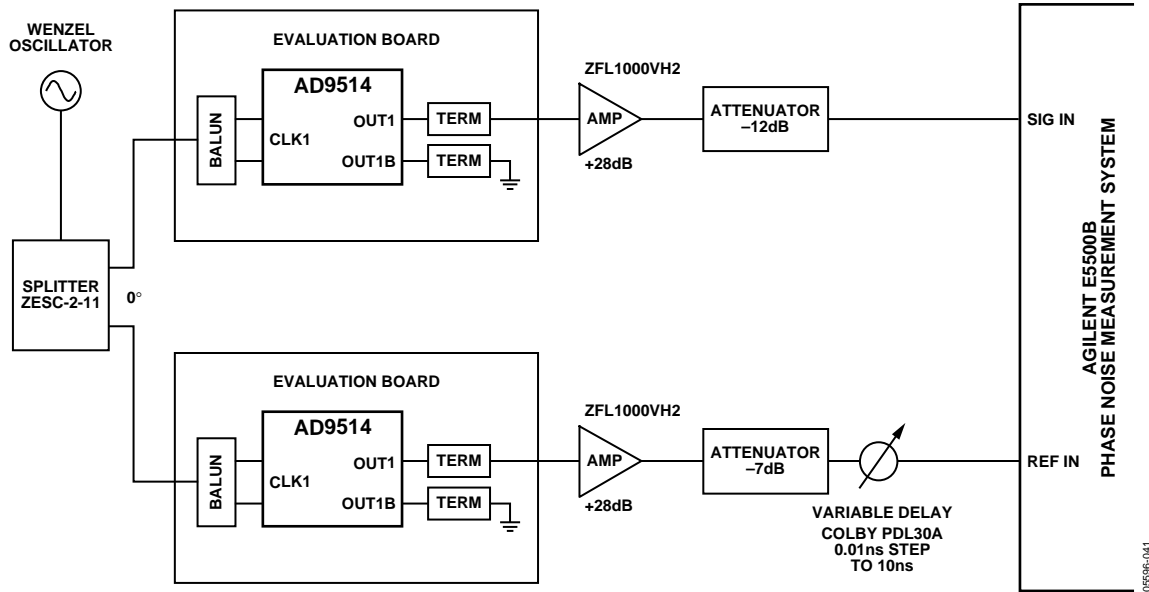 WENZEL
OSCILLATOR
EVALUATION BOARD
AD9514
BALUN
CLK1
OUT1
OUT1B
TERM
TERM
ZFL1000VH2
AMP
+28dB
ATTENUATOR
–12dB
SIG IN
SPLITTER
ZESC-2-11
0°
EVALUATION BOARD
AD9514
BALUN
CLK1
OUT1
OUT1B
TERM
TERM
ZFL1000VH2
AMP
+28dB
ATTENUATOR
–7dB
VARIABLE DELAY
COLBY PDL30A
0.01ns STEP
TO 10ns
REF IN
AGILENT E5500B
PHASE NOISE MEASUREMENT SYSTEM
05596-041